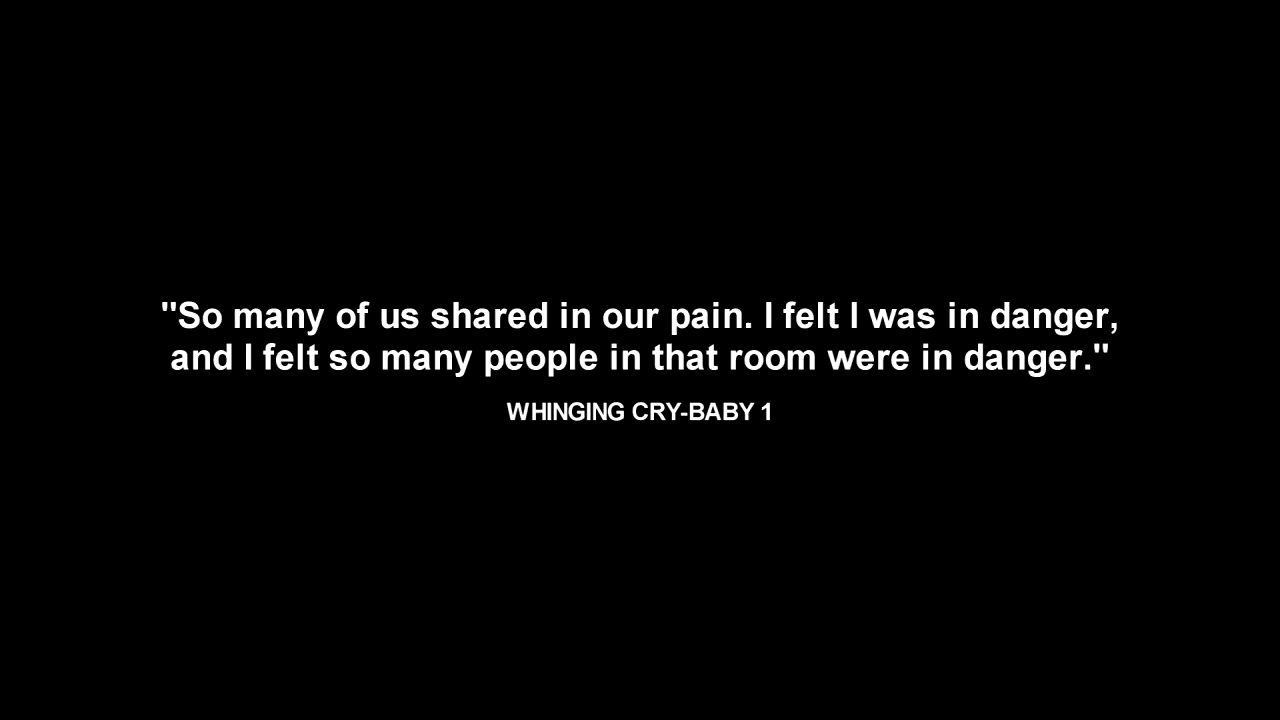 "So many of us shared in our pain. I felt I was in danger,
and I felt so many people in that room were in danger."
WHINGING CRY-BABY 1